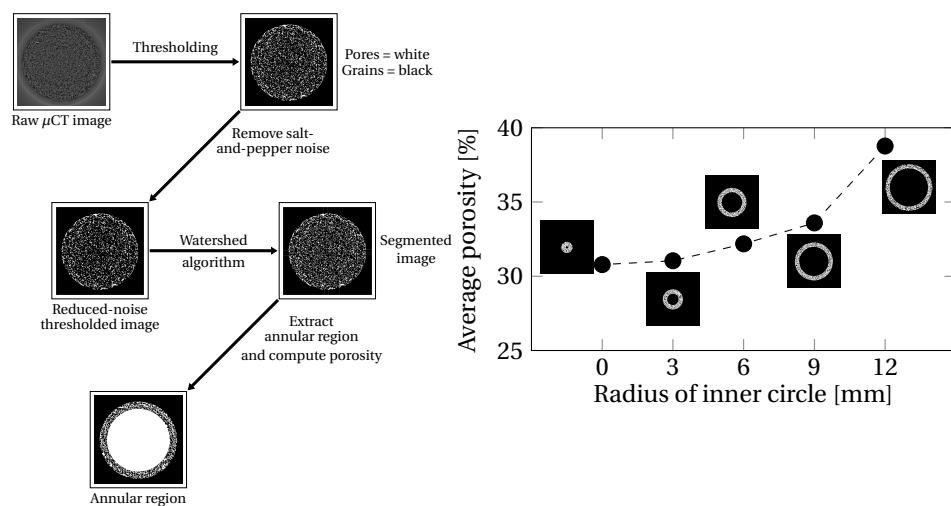 Raw μCT image
Thresholding
Pores = white
Grains = black
Remove salt-
and-pepper noise
Reduced-noise
thresholded image
Watershed
algorithm
Segmented
image
Extract
annular region
and compute porosity
Annular region
Average porosity [%]
40
35
30
25
0 3 6 9 12
Radius of inner circle [mm]